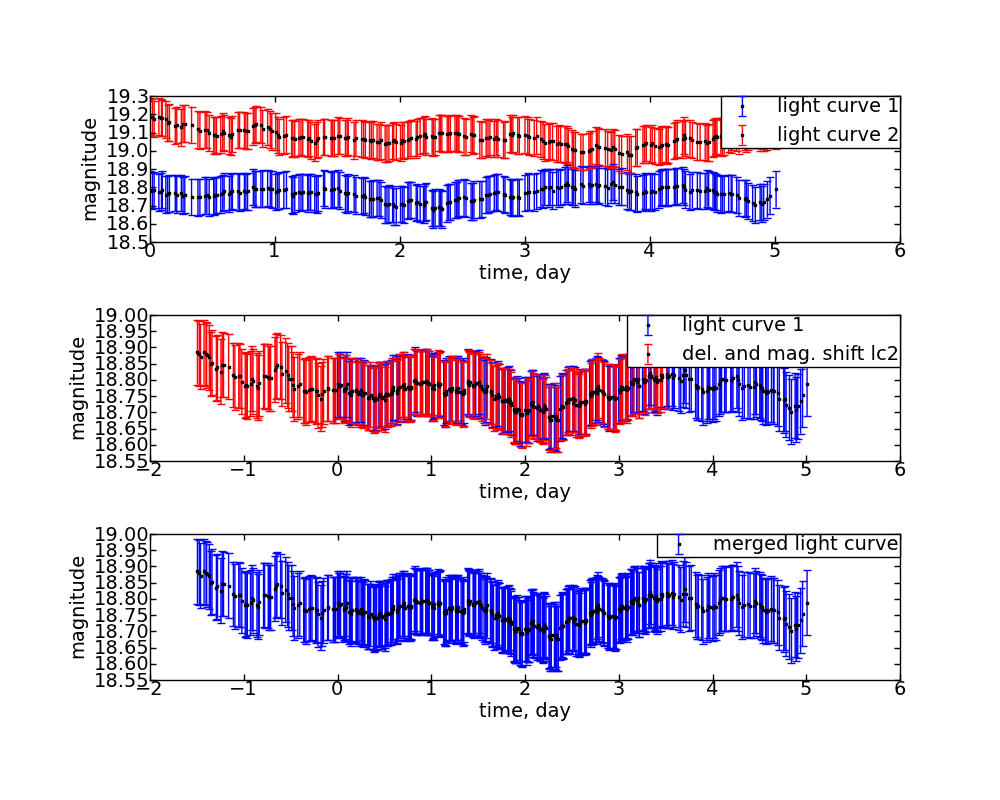 19.3
19.2
19.1
19.0
18.9
18.8
18.7
18.6
18.5
magnitude
light curve 1
light curve 2
0 1 2 3 4 5 6
time, day
19.00
18.95
18.90
18.85
18.80
18.75
18.70
18.65
18.60
18.55
magnitude
light curve 1
del. and mag. shift lc2
−2 −1 0 1 2 3 4 5 6
time, day
19.00
18.95
18.90
18.85
18.80
18.75
18.70
18.65
18.60
18.55
magnitude
merged light curve
−2 −1 0 1 2 3 4 5 6
time, day